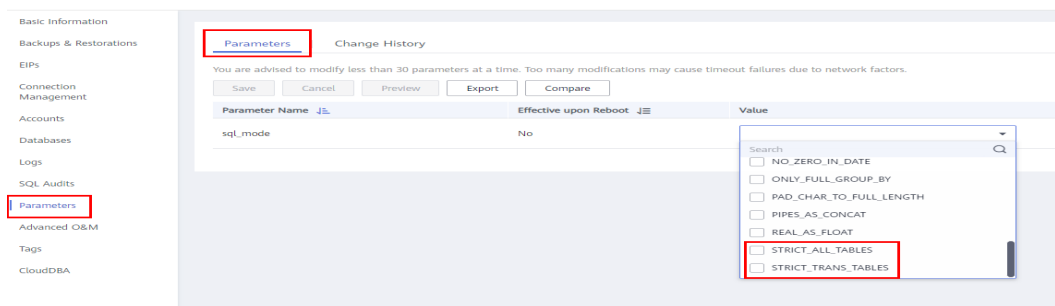 Basic Information
Backups & Restorations
EIPs
Connection
Management
Accounts
Databases
Logs
SQL Audits
Parameters
Advanced O&M
Tags
CloudDBA
Parameters Change History
You are advised to modify less than 30 parameters at a time. Too many modifications may cause timeout failures due to network factors.
Save Cancel Preview Export Compare
Parameter Name Effective upon Reboot Value
sql_mode No
Search
NO_ZERO_IN_DATE
ONLY_FULL_GROUP_BY
PAD_CHAR_TO_FULL_LENGTH
PIPES_AS_CONCAT
REAL_AS_FLOAT
STRICT_ALL_TABLES
STRICT_TRANS_TABLES